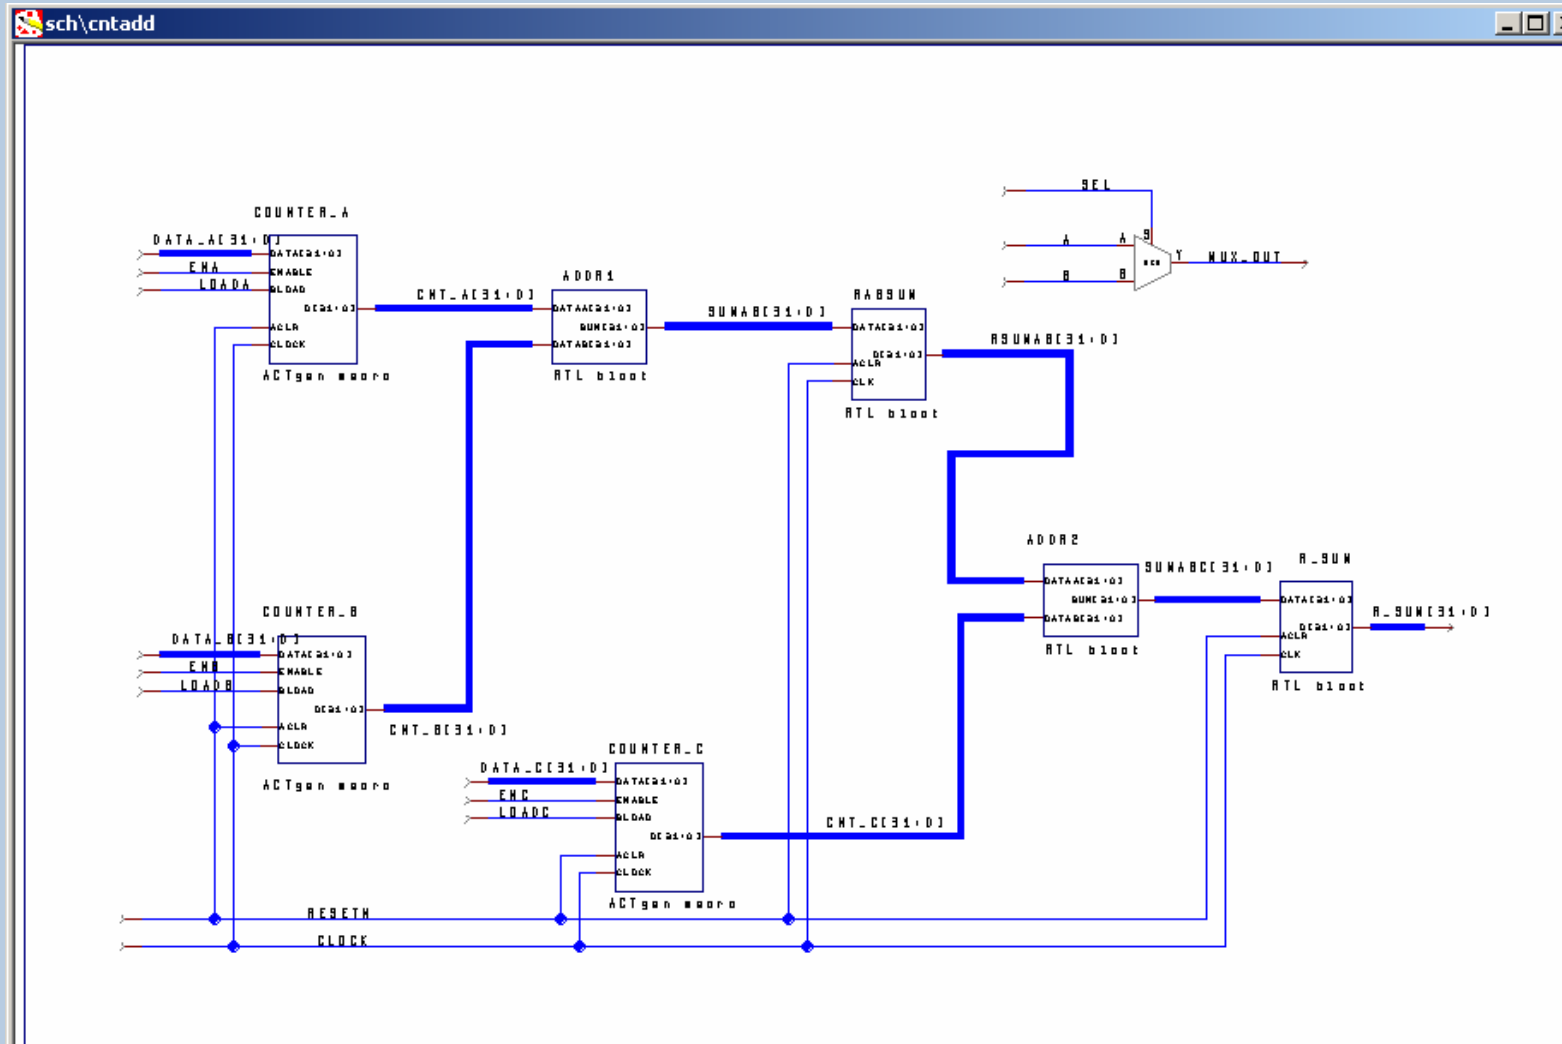 sch\cntadd
SEL
A
A
S
B
B
Y
MUX_OUT
COUNTER_A
DATA_A[31:0]
ENA
LOADA
DATA[31:0]
ENABLE
SLOAD
Q[31:0]
ACLR
CLOCK
ACTgen macro
CNT_A[31:0]
ADDR1
DATAA[31:0]
SUM[31:0]
DATAB[31:0]
RTL block
SUMAB[31:0]
RABSUM
DATA[31:0]
Q[31:0]
ACLR
CLK
RTL block
RSUMAB[31:0]
ADDR2
DATAA[31:0]
SUM[31:0]
DATAB[31:0]
RTL block
SUMABC[31:0]
R_SUM
DATA[31:0]
Q[31:0]
ACLR
CLK
RTL block
R_SUM[31:0]
COUNTER_B
DATA_B[31:0]
ENB
LOADB
DATA[31:0]
ENABLE
SLOAD
Q[31:0]
ACLR
CLOCK
ACTgen macro
CNT_B[31:0]
COUNTER_C
DATA_C[31:0]
ENC
LOADC
DATA[31:0]
ENABLE
SLOAD
Q[31:0]
ACLR
CLOCK
ACTgen macro
CNT_C[31:0]
RESETN
CLOCK